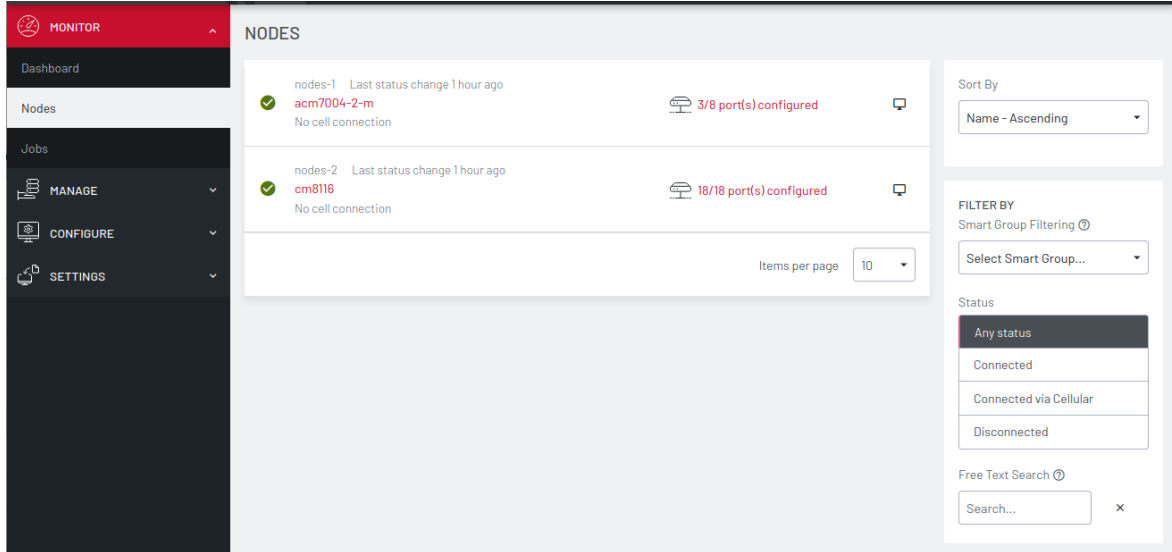 MONITOR
Dashboard
Nodes
Jobs
MANAGE
CONFIGURE
SETTINGS
NODES
nodes-1 Last status change 1 hour ago
acm7004-2-m
No cell connection
3/8 port(s) configured
nodes-2 Last status change 1 hour ago
cm8116
No cell connection
18/18 port(s) configured
Items per page 10
Sort By
Name - Ascending
FILTER BY
Smart Group Filtering
Select Smart Group...
Status
Any status
Connected
Connected via Cellular
Disconnected
Free Text Search
Search...